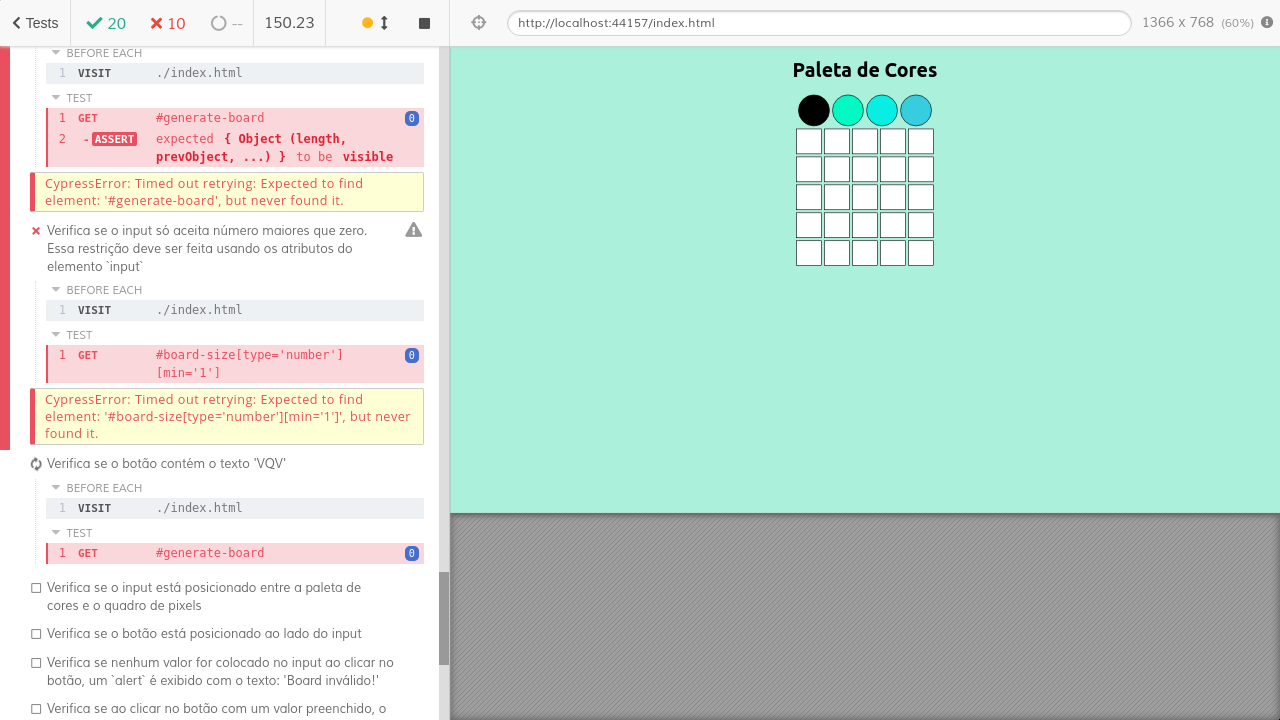 Tests
20
10
--
150.23
http://localhost:44157/index.html
1366 x 768 (60%)
BEFORE EACH
1 VISIT ./index.html
TEST
1 GET #generate-board 0
2 -ASSERT expected { Object (length,
prevObject, ...) } to be visible
CypressError: Timed out retrying: Expected to find
element: '#generate-board', but never found it.
Verifica se o input só aceita número maiores que zero.
Essa restrição deve ser feita usando os atributos do
elemento `input`
BEFORE EACH
1 VISIT ./index.html
TEST
1 GET #board-size[type='number'] 0
[min='1']
CypressError: Timed out retrying: Expected to find
element: '#board-size[type='number'][min='1']', but never
found it.
Verifica se o botão contém o texto 'VQV'
BEFORE EACH
1 VISIT ./index.html
TEST
1 GET #generate-board 0
Verifica se o input está posicionado entre a paleta de
cores e o quadro de pixels
Verifica se o botão está posicionado ao lado do input
Verifica se nenhum valor for colocado no input ao clicar no
botão, um `alert` é exibido com o texto: 'Board inválido!'
Verifica se ao clicar no botão com um valor preenchido, o
Paleta de Cores